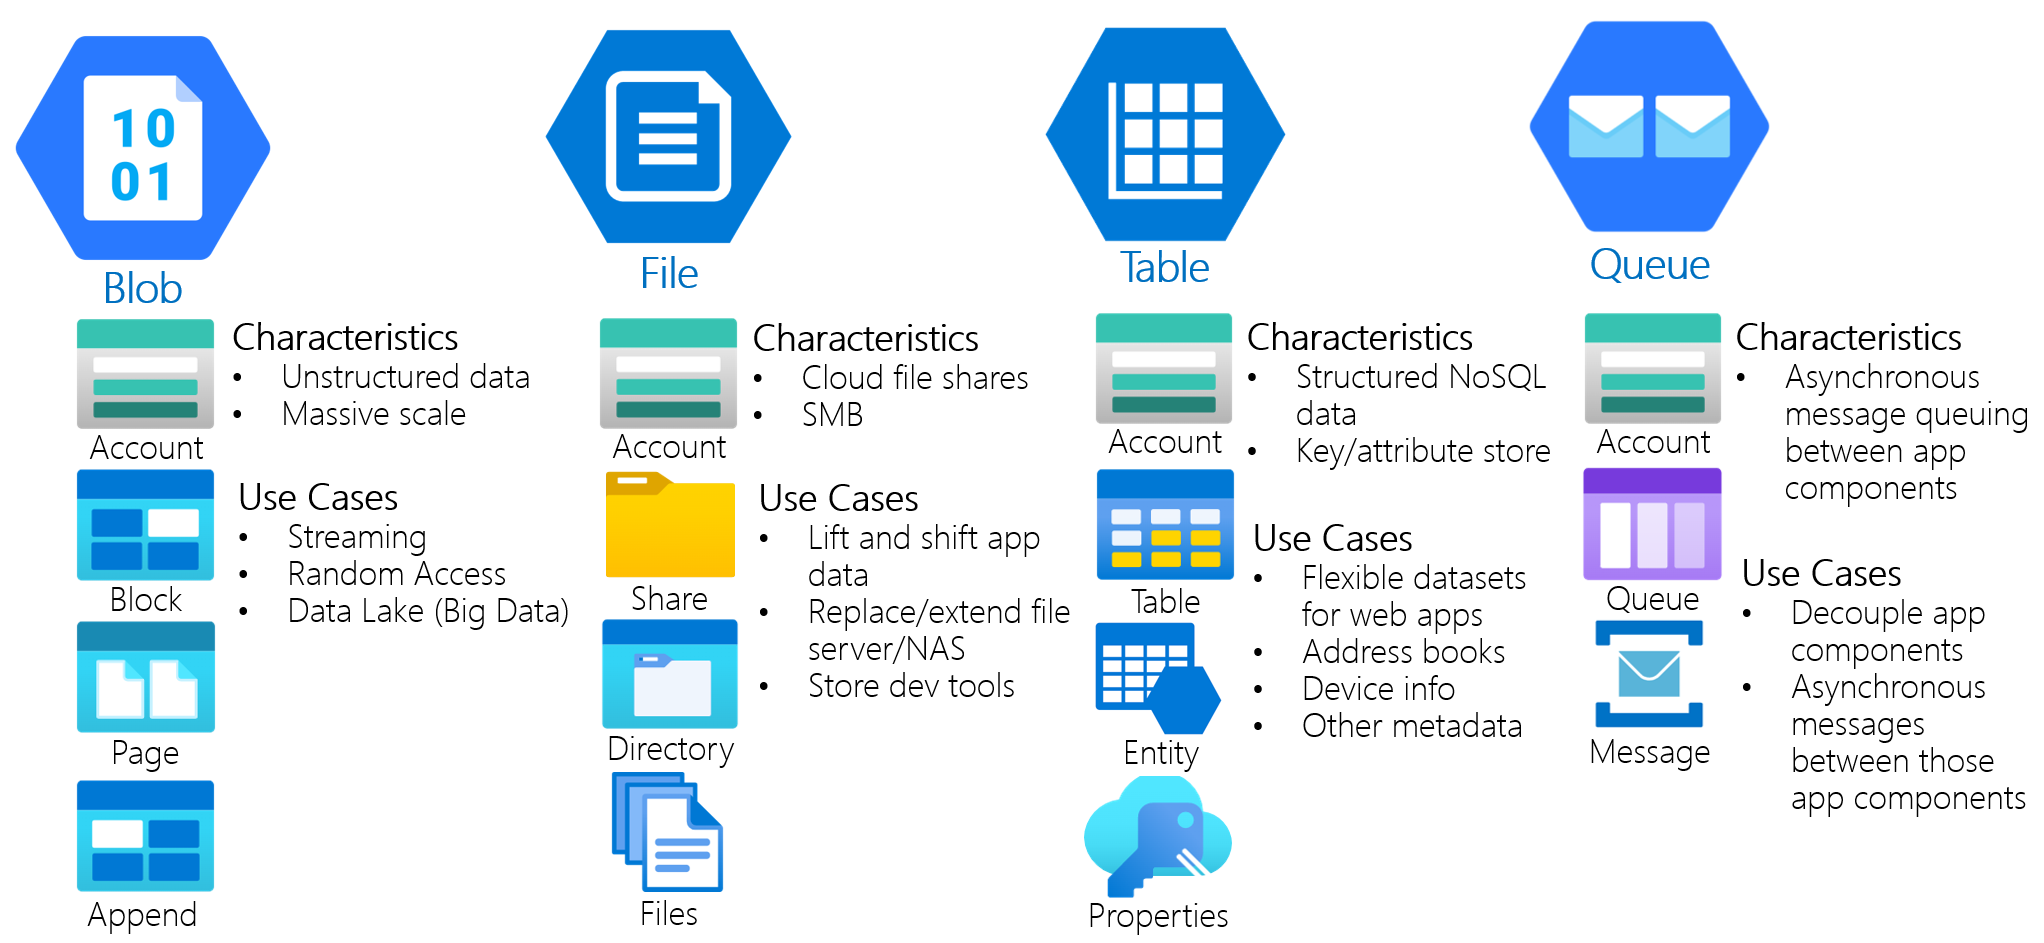 10
01
Blob
Account
Block
Page
Append
Characteristics
• Unstructured data
• Massive scale
Use Cases
• Streaming
• Random Access
• Data Lake (Big Data)
File
Account
Share
Directory
Files
Characteristics
• Cloud file shares
• SMB
Use Cases
• Lift and shift app
data
• Replace/extend file
server/NAS
• Store dev tools
Table
Account
Table
Entity
Properties
Characteristics
• Structured NoSQL
data
• Key/attribute store
Use Cases
• Flexible datasets
for web apps
• Address books
• Device info
• Other metadata
Queue
Account
Queue
Message
Characteristics
• Asynchronous
message queuing
between app
components
Use Cases
• Decouple app
components
• Asynchronous
messages
between those
app components